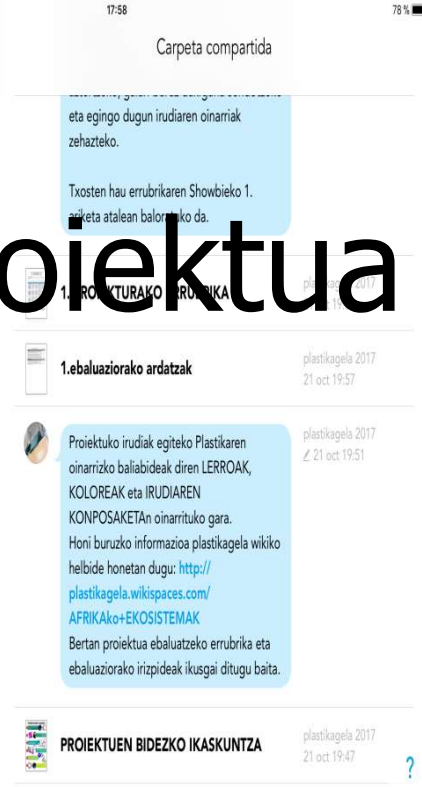 17:58
78 %
Carpeta compartida
eta egingo dugun irudiaren oinarriak
zehazteko.
Txosten hau errubrikaren Showbieko 1.
ariketa atalean baloratuko da.
oiektua
plastikagela 2017
1.ebaluaziorako ardatzak
plastikagela 2017
21 oct 19:57
Proiektuko irudiak egiteko Plastikaren
oinarrizko baliabideak diren LERROAK,
KOLOREAK eta IRUDIAREN
KONPOSAKETAn oinarrituko gara.
Honi buruzko informazioa plastikagela wikiko
helbide honetan dugu: http://
plastikagela.wikispaces.com/
AFRIKAko+EKOSISTEMAK
Bertan proiektua ebaluatzeko errubrika eta
ebaluaziorako irizpideak ikusgai ditugu baita.
plastikagela 2017
21 oct 19:51
PROIEKTUEN BIDEZKO IKASKUNTZA
plastikagela 2017
21 oct 19:47
?